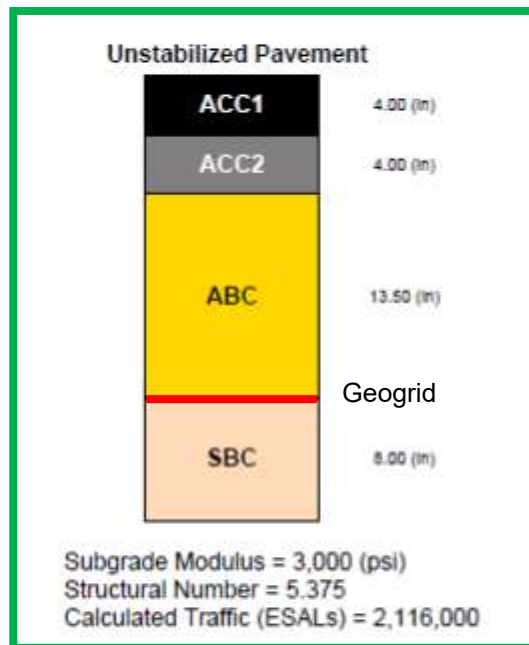 Unstabilized Pavement
ACC1 4.00 (in)
ACC2 4.00 (in)
ABC 13.50 (in)
Geogrid
SBC 8.00 (in)
Subgrade Modulus = 3,000 (psi)
Structural Number = 5.375
Calculated Traffic (ESALs) = 2,116,000